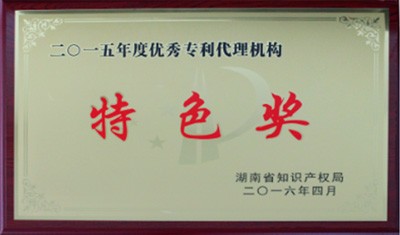 二〇一五年度优秀专利代理机构
特色奖
湖南省知识产权局
二〇一六年四月